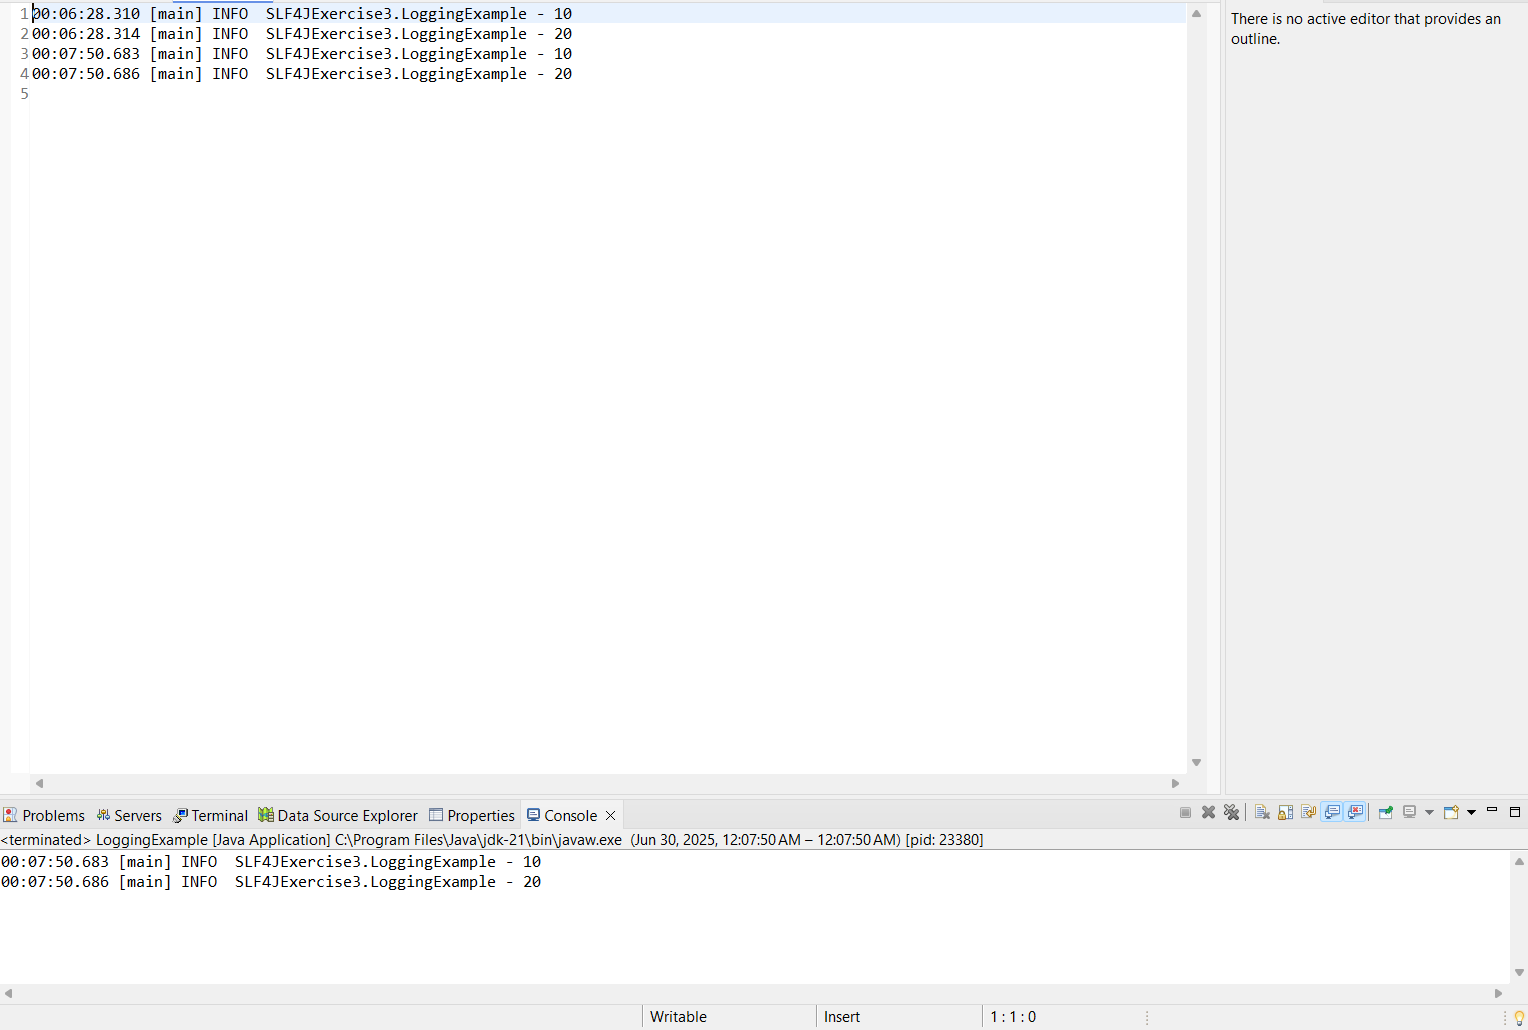 1 00:06:28.310 [main] INFO  SLF4JExercise3.LoggingExample - 10
2 00:06:28.314 [main] INFO  SLF4JExercise3.LoggingExample - 20
3 00:07:50.683 [main] INFO  SLF4JExercise3.LoggingExample - 10
4 00:07:50.686 [main] INFO  SLF4JExercise3.LoggingExample - 20
5
There is no active editor that provides an
outline.
Problems Servers Terminal Data Source Explorer Properties Console
<terminated> LoggingExample [Java Application] C:\Program Files\Java\jdk-21\bin\javaw.exe (Jun 30, 2025, 12:07:50 AM – 12:07:50 AM) [pid: 23380]
00:07:50.683 [main] INFO  SLF4JExercise3.LoggingExample - 10
00:07:50.686 [main] INFO  SLF4JExercise3.LoggingExample - 20
Writable Insert 1 : 1 : 0